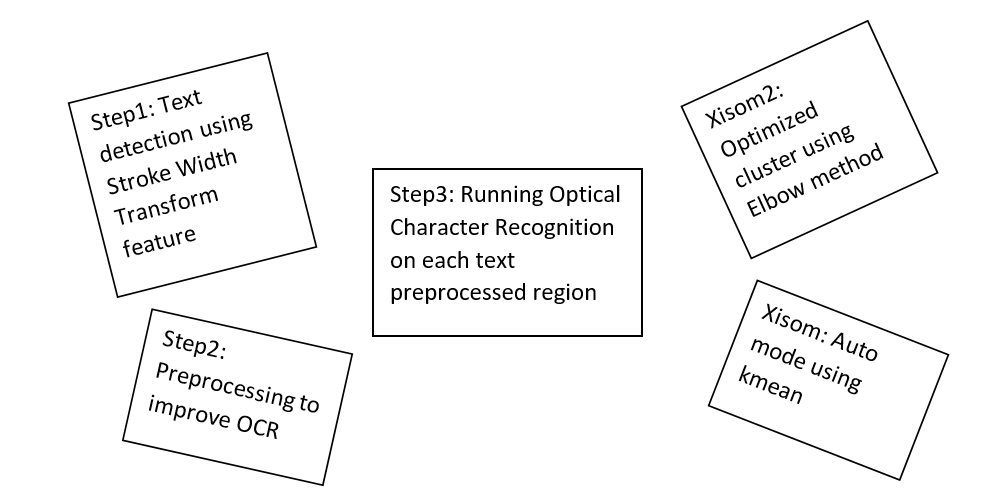 Step1: Text
detection using
Stroke Width
Transform
feature
Step2:
Preprocessing to
improve OCR
Step3: Running Optical
Character Recognition
on each text
preprocessed region
Xisom2:
Optimized
cluster using
Elbow method
Xisom: Auto
mode using
kmean